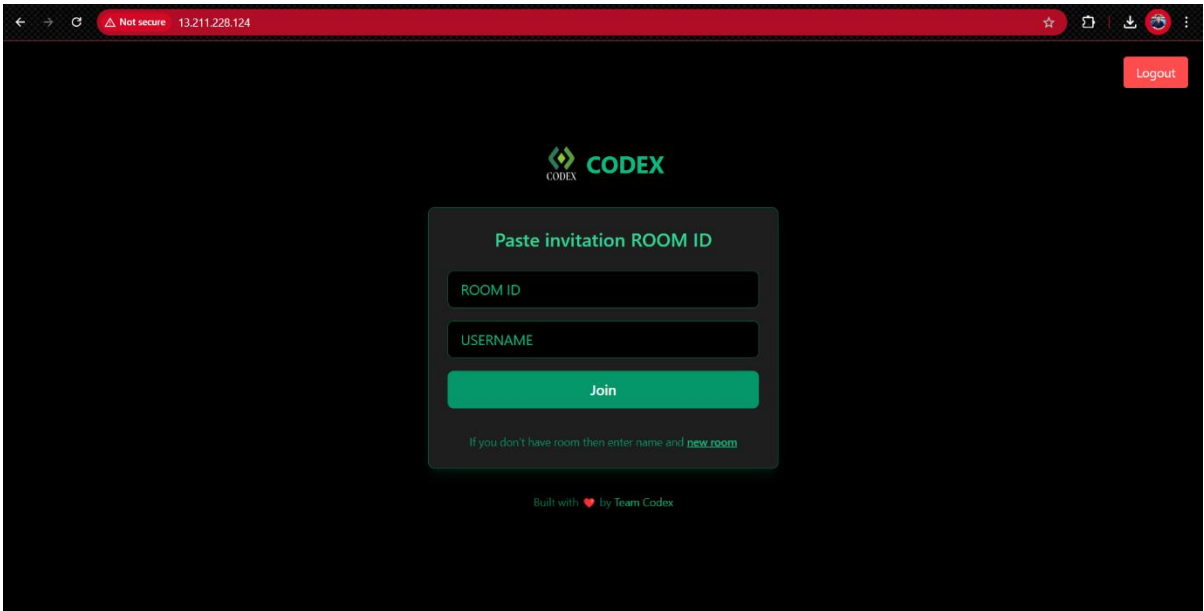 Not secure 13.211.228.124
Logout
CODEX CODEX
Paste invitation ROOM ID
ROOM ID
USERNAME
Join
If you don't have room then enter name and new room
Built with ❤️ by Team Codex